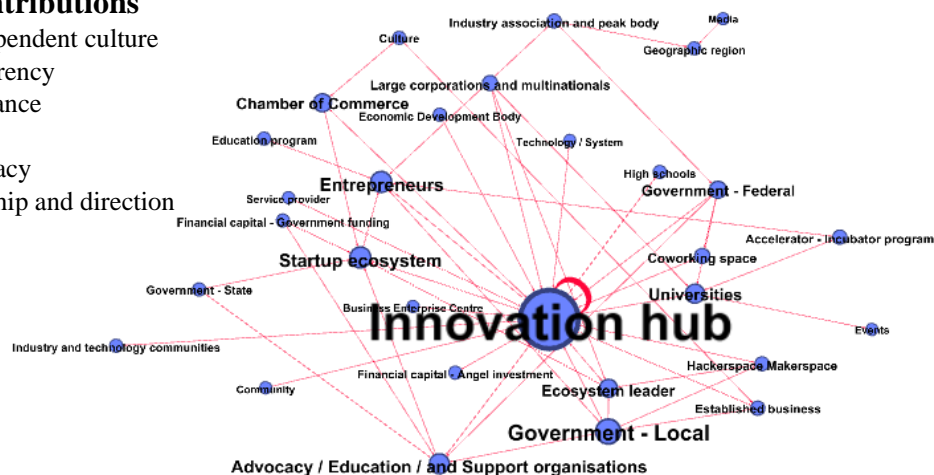 ntributions
pendent culture
rency
ance
acy
hip and direction
Industry association and peak body
Media
Culture
Geographic region
Large corporations and multinationals
Chamber of Commerce
Economic Development Body
Education program
Technology / System
High schools
Entrepreneurs
Government - Federal
Service provider
Financial capital - Government funding
Accelerator - Incubator program
Startup ecosystem
Coworking space
Government - State
Universities
Business Enterprise Centre
Innovation hub
Events
Industry and technology communities
Hackerspace Makerspace
Financial capital - Angel investment
Community
Ecosystem leader
Established business
Government - Local
Advocacy / Education / and Support organisations